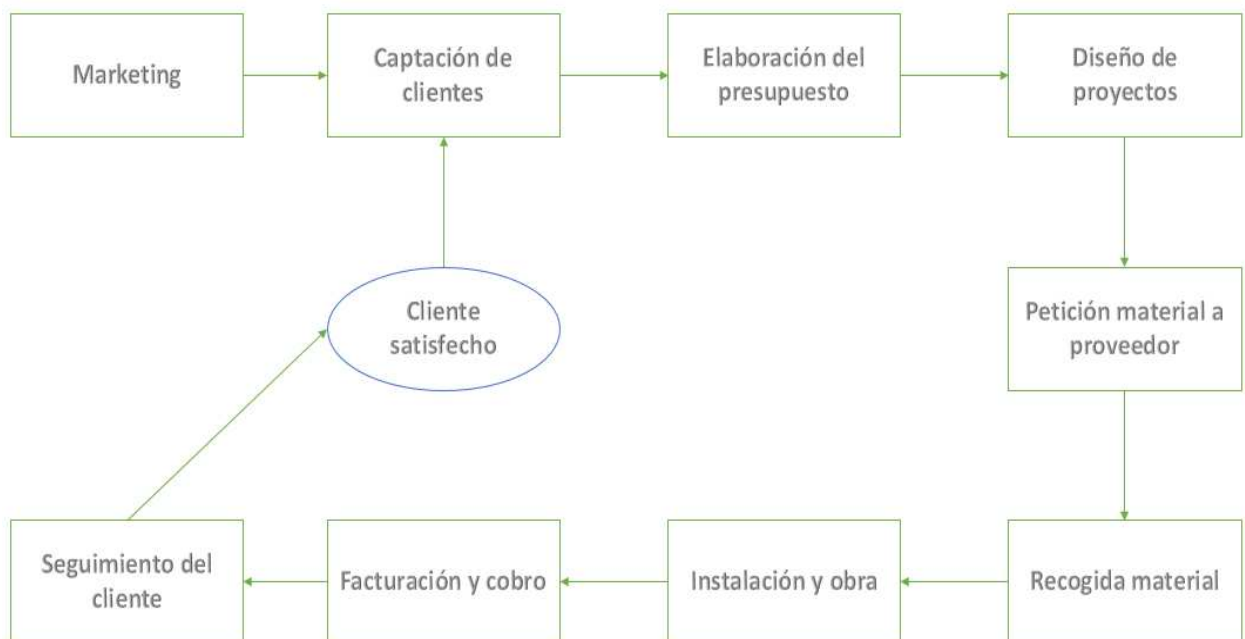 Marketing
Captación de
clientes
Elaboración del
presupuesto
Diseño de
proyectos
Cliente
satisfecho
Petición material a
proveedor
Seguimiento del
cliente
Facturación y cobro
Instalación y obra
Recogida material